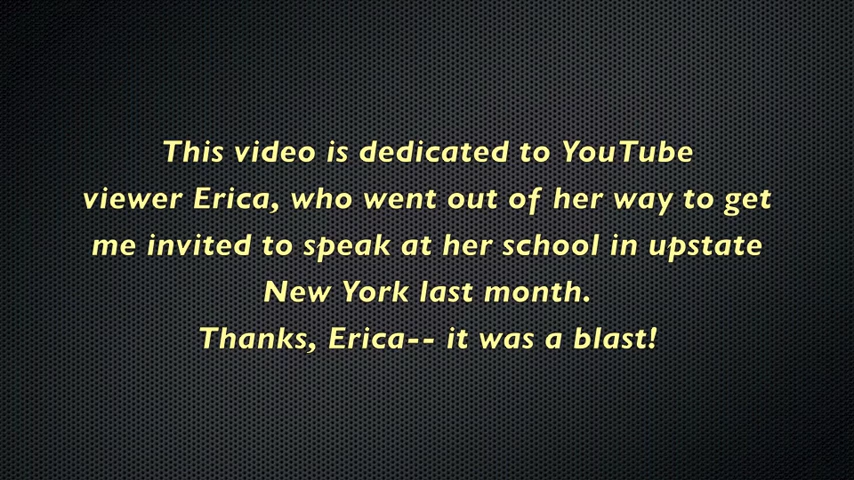 This video is dedicated to YouTube
viewer Erica, who went out of her way to get
me invited to speak at her school in upstate
New York last month.
Thanks, Erica-- it was a blast!